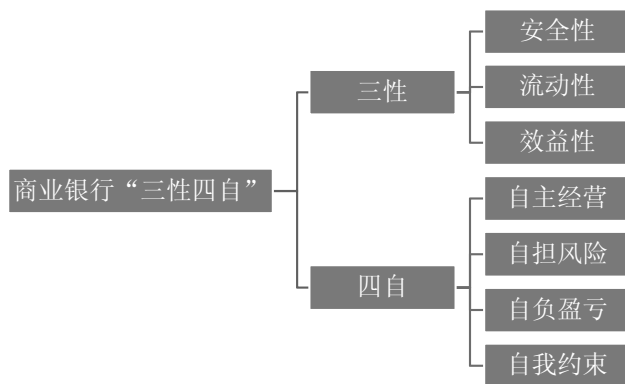 商业银行“三性四自”
三性
安全性
流动性
效益性
四自
自主经营
自担风险
自负盈亏
自我约束